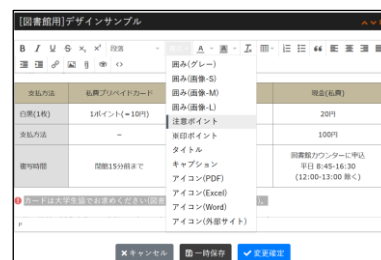 [図書館用]デザインサンプル
B I U S x₂ x² 段落 A Tx
囲み(グレー)
囲み(画像-S)
囲み(画像-M)
囲み(画像-L)
注意ポイント
※印ポイント
タイトル
キャプション
アイコン(PDF)
アイコン(Excel)
アイコン(Word)
アイコン(外部サイト)
支払方法 私費プリペイドカード 現金(私費)
白黒(1枚) 1ポイント(=10円) 20円
支払方法 － 100円
複写時間 閉館15分前まで 図書館カウンターに申込
平日 8:45-16:30
(12:00-13:00 除く)
カードは大学生協でお求めください(図書 )。
P
キャンセル 一時保存 変更確定